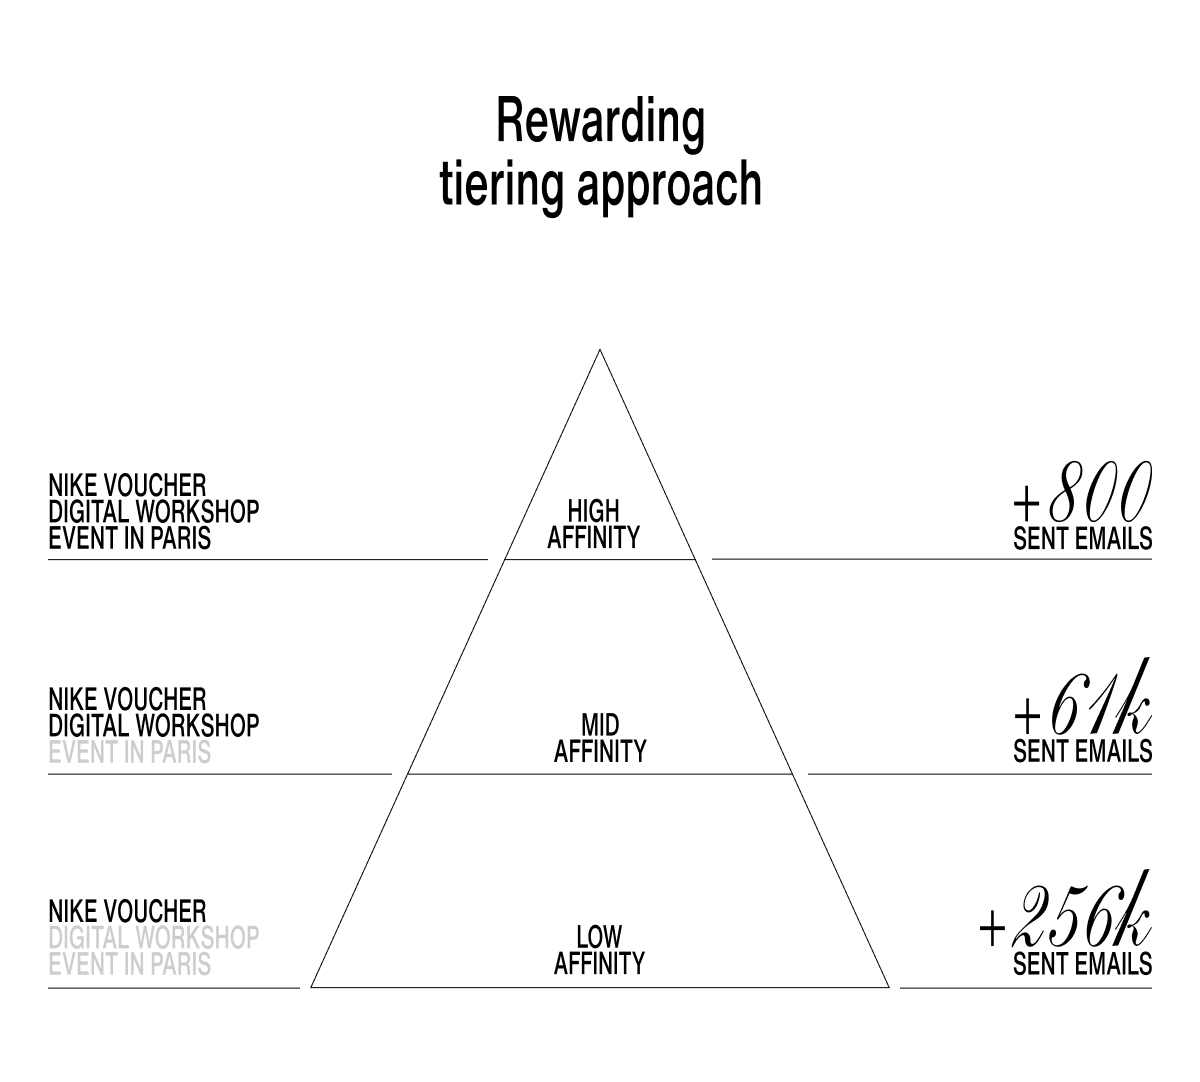 Rewarding
tiering approach
NIKE VOUCHER
DIGITAL WORKSHOP
EVENT IN PARIS
HIGH
AFFINITY
+800
SENT EMAILS
NIKE VOUCHER
DIGITAL WORKSHOP
EVENT IN PARIS
MID
AFFINITY
+61k
SENT EMAILS
NIKE VOUCHER
DIGITAL WORKSHOP
EVENT IN PARIS
LOW
AFFINITY
+256k
SENT EMAILS